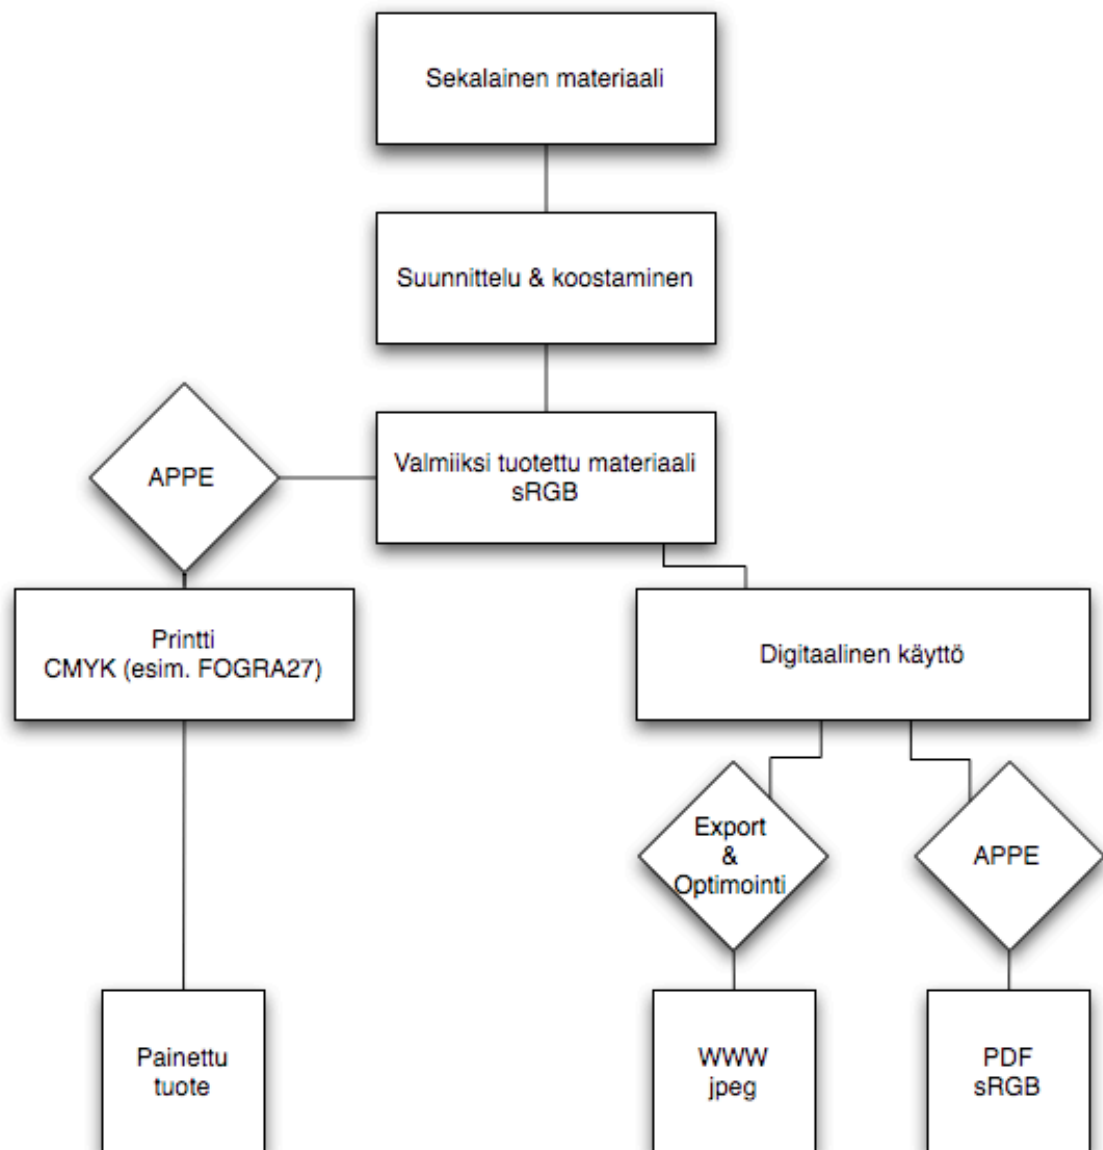 Sekalainen materiaali
Suunnittelu & koostaminen
Valmiiksi tuotettu materiaali
sRGB
APPE
Printti
CMYK (esim. FOGRA27)
Digitaalinen käyttö
Export
&
Optimointi
APPE
Painettu
tuote
WWW
jpeg
PDF
sRGB